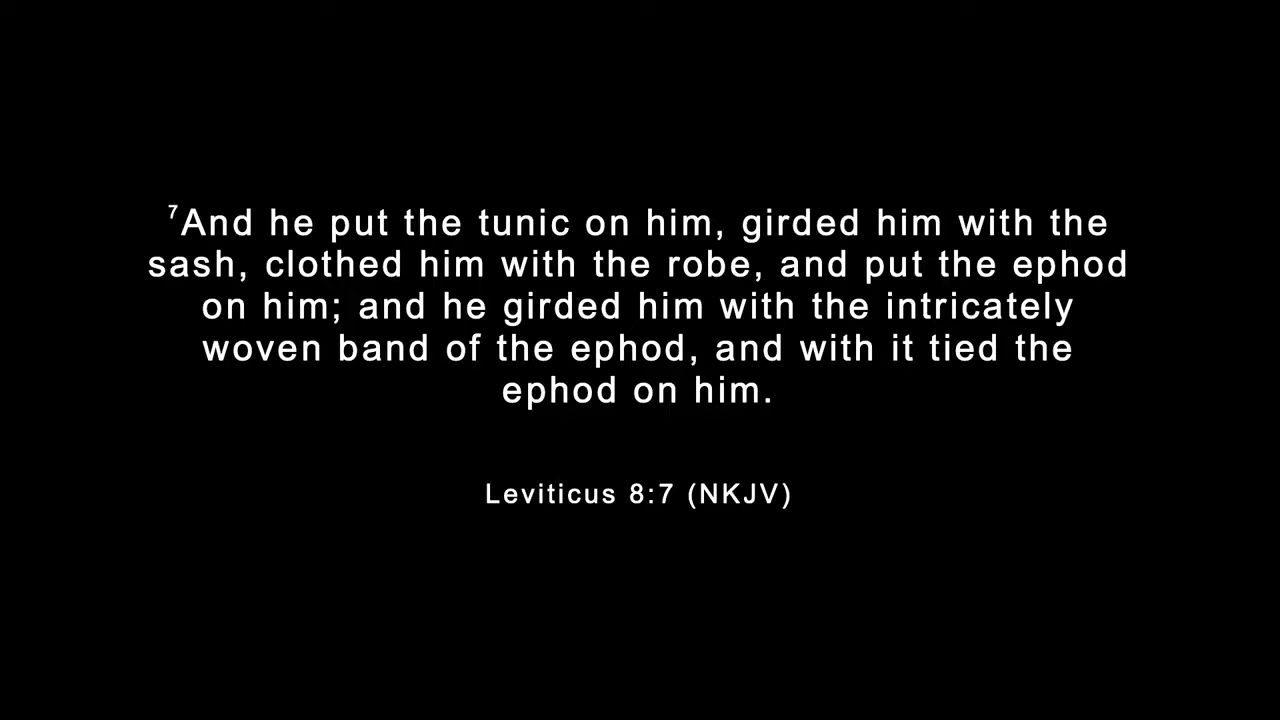 ⁷And he put the tunic on him, girded him with the
sash, clothed him with the robe, and put the ephod
on him; and he girded him with the intricately
woven band of the ephod, and with it tied the
ephod on him.
Leviticus 8:7 (NKJV)